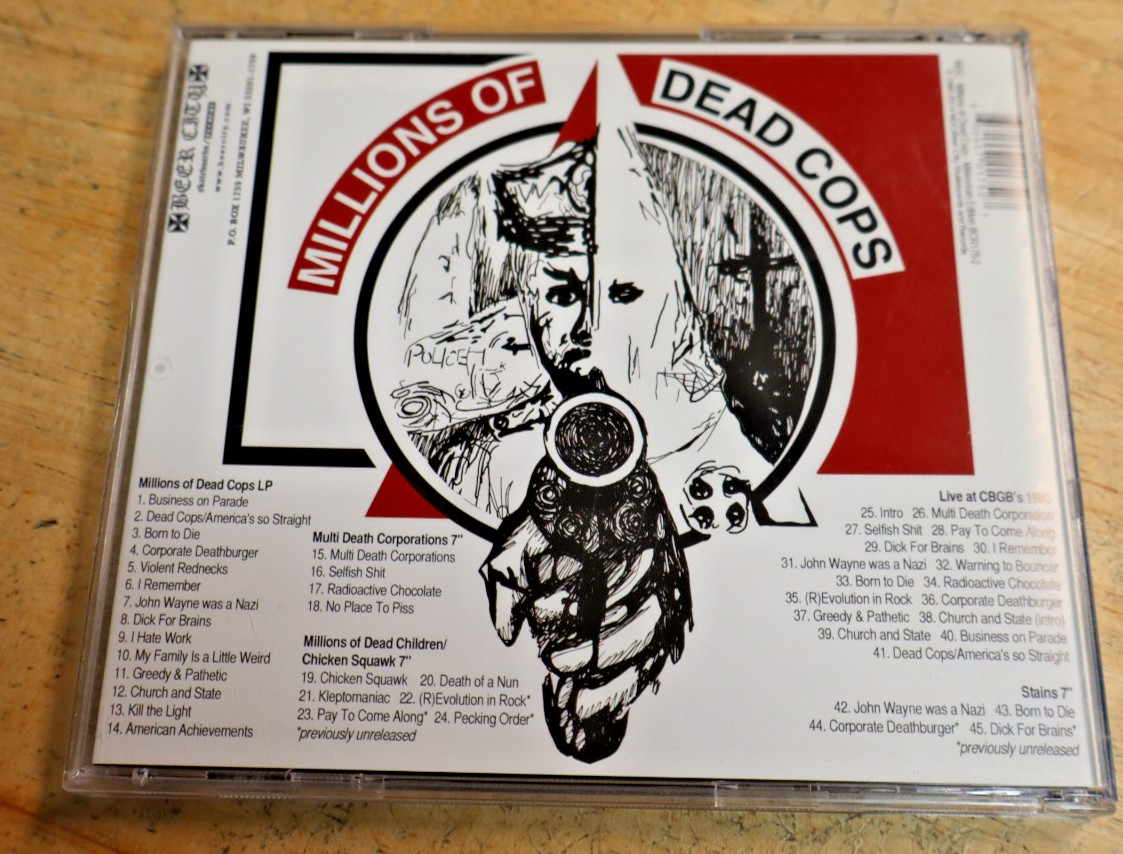 BEER CITY
skateboards/records
www.beercity.com
P.O. BOX 1759 MILWAUKEE, WI 53201-1759
MILLIONS OF
DEAD COPS
POLICE
Millions of Dead Cops LP
1. Business on Parade
2. Dead Cops/America's so Straight
3. Born to Die
4. Corporate Deathburger
5. Violent Rednecks
6. I Remember
7. John Wayne was a Nazi
8. Dick For Brains
9. I Hate Work
10. My Family Is a Little Weird
11. Greedy & Pathetic
12. Church and State
13. Kill the Light
14. American Achievements
Multi Death Corporations 7"
15. Multi Death Corporations
16. Selfish Shit
17. Radioactive Chocolate
18. No Place To Piss
Millions of Dead Children/
Chicken Squawk 7"
19. Chicken Squawk 20. Death of a Nun
21. Kleptomaniac 22. (R)Evolution in Rock*
23. Pay To Come Along* 24. Pecking Order*
*previously unreleased
Live at CBGB's
25. Intro 26. Multi Death Corporation
27. Selfish Shit 28. Pay To Come Along
29. Dick For Brains 30. I Remember
31. John Wayne was a Nazi 32. Warning to Bouncer
33. Born to Die 34. Radioactive Chocolate
35. (R)Evolution in Rock 36. Corporate Deathburger
37. Greedy & Pathetic 38. Church and State (intro)
39. Church and State 40. Business on Parade
41. Dead Cops/America's so Straight
Stains 7"
42. John Wayne was a Nazi 43. Born to Die
44. Corporate Deathburger* 45. Dick For Brains*
*previously unreleased